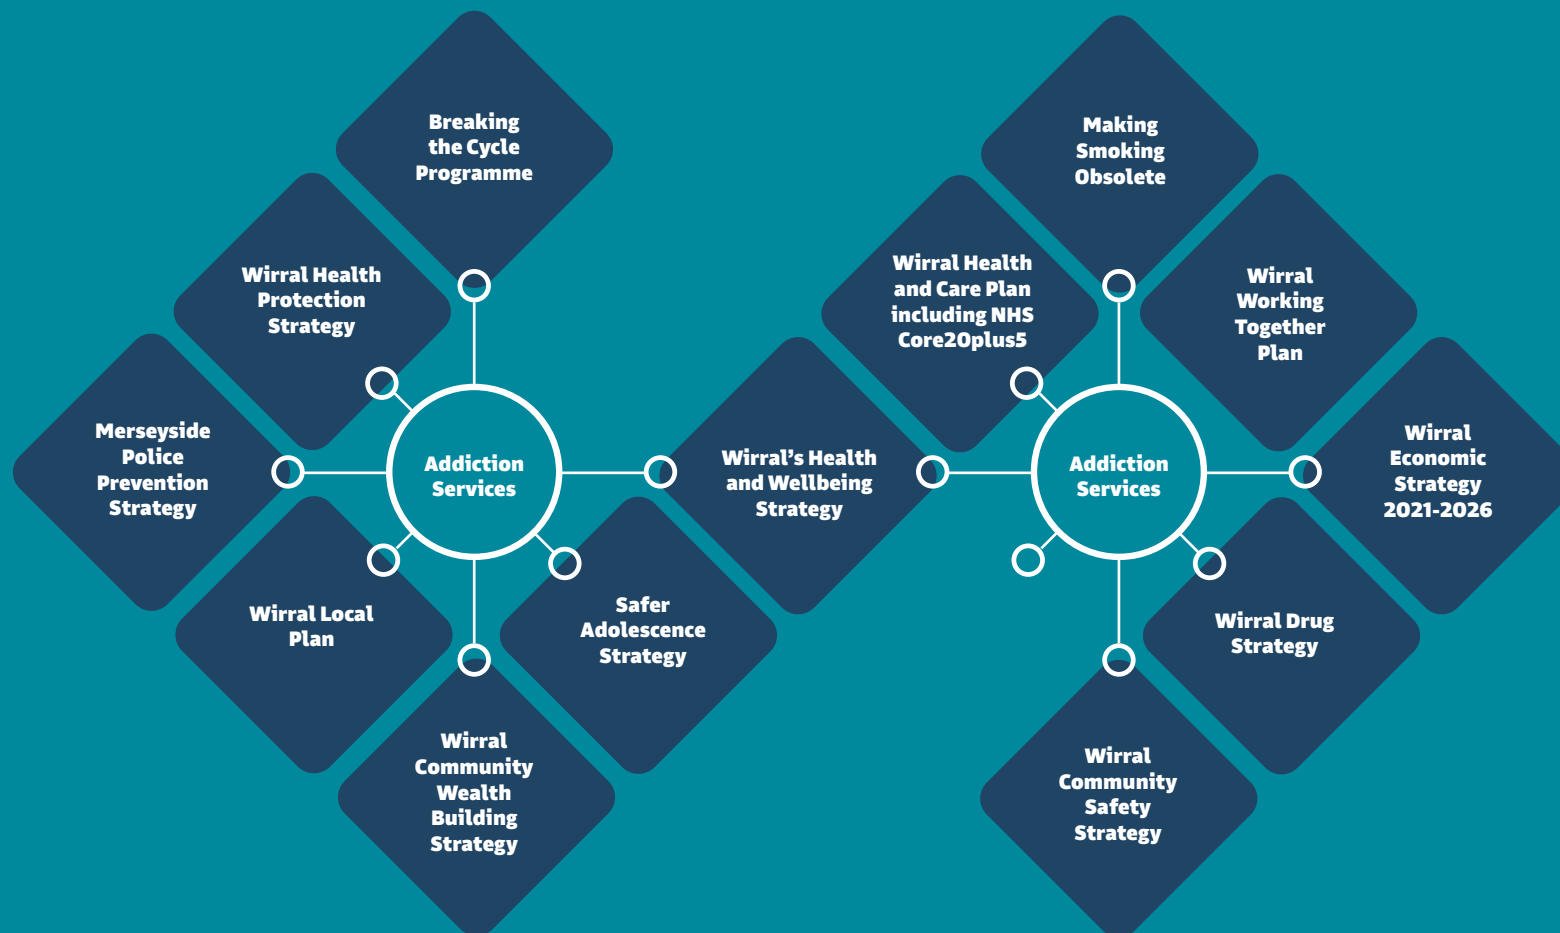 Breaking
the Cycle
Programme
Wirral Health
Protection
Strategy
Merseyside
Police
Prevention
Strategy
Addiction
Services
Wirral Local
Plan
Safer
Adolescence
Strategy
Wirral
Community
Wealth
Building
Strategy
Wirral's Health
and Wellbeing
Strategy
Making
Smoking
Obsolete
Wirral Health
and Care Plan
including NHS
Core20plus5
Wirral
Working
Together
Plan
Addiction
Services
Wirral
Economic
Strategy
2021-2026
Wirral Drug
Strategy
Wirral
Community
Safety
Strategy